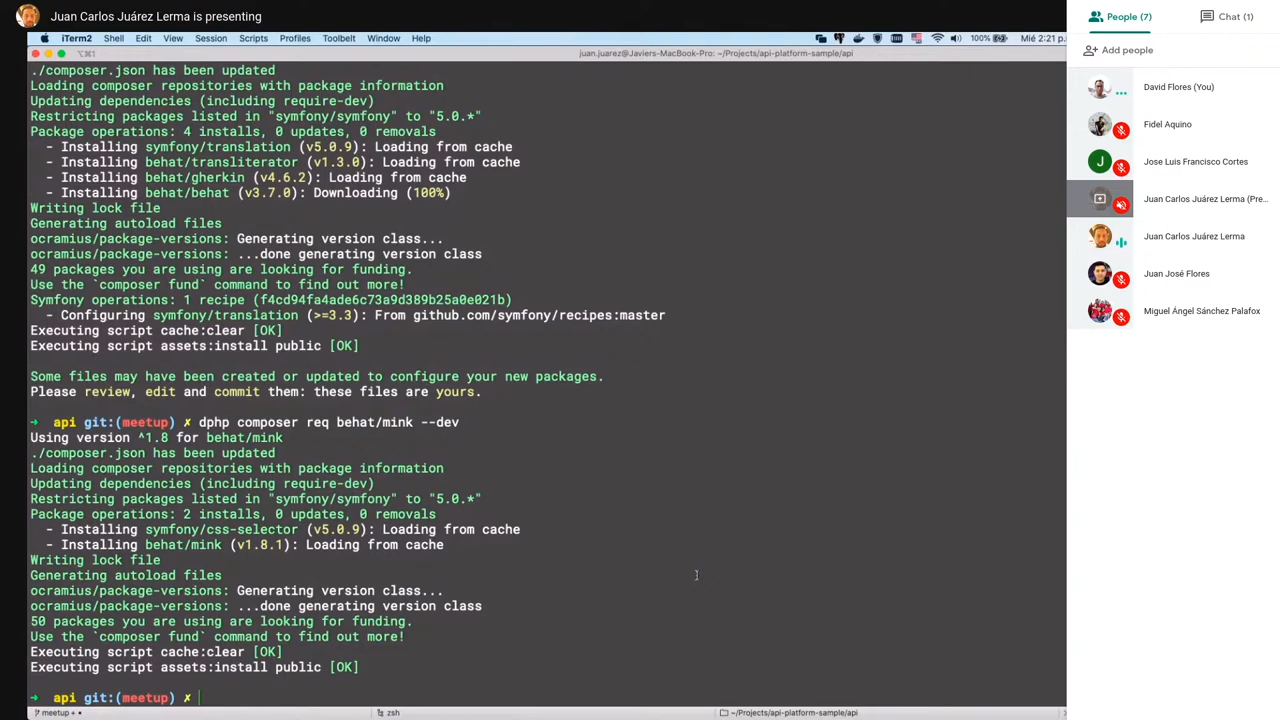 Juan Carlos Juárez Lerma is presenting
People (7)
Chat (1)
iTerm2 Shell Edit View Session Scripts Profiles Toolbelt Window Help
100%
Mié 2:21 p.
⌥⌘1
juan.juarez@Javiers-MacBook-Pro: ~/Projects/api-platform-sample/api
./composer.json has been updated
Loading composer repositories with package information
Updating dependencies (including require-dev)
Restricting packages listed in "symfony/symfony" to "5.0.*"
Package operations: 4 installs, 0 updates, 0 removals
- Installing symfony/translation (v5.0.9): Loading from cache
- Installing behat/transliterator (v1.3.0): Loading from cache
- Installing behat/gherkin (v4.6.2): Loading from cache
- Installing behat/behat (v3.7.0): Downloading (100%)
Writing lock file
Generating autoload files
ocramius/package-versions: Generating version class...
ocramius/package-versions: ...done generating version class
49 packages you are using are looking for funding.
Use the `composer fund` command to find out more!
Symfony operations: 1 recipe (f4cd94fa4ade6c73a9d389b25a0e021b)
- Configuring symfony/translation (>=3.3): From github.com/symfony/recipes:master
Executing script cache:clear [OK]
Executing script assets:install public [OK]
Some files may have been created or updated to configure your new packages.
Please review, edit and commit them: these files are yours.
➜ api git:(meetup) ✗ dphp composer req behat/mink --dev
Using version ^1.8 for behat/mink
./composer.json has been updated
Loading composer repositories with package information
Updating dependencies (including require-dev)
Restricting packages listed in "symfony/symfony" to "5.0.*"
Package operations: 2 installs, 0 updates, 0 removals
- Installing symfony/css-selector (v5.0.9): Loading from cache
- Installing behat/mink (v1.8.1): Loading from cache
Writing lock file
Generating autoload files
ocramius/package-versions: Generating version class...
ocramius/package-versions: ...done generating version class
50 packages you are using are looking for funding.
Use the `composer fund` command to find out more!
Executing script cache:clear [OK]
Executing script assets:install public [OK]
➜ api git:(meetup) ✗
meetup + •
zsh
~/Projects/api-platform-sample/api
Add people
David Flores (You)
Fidel Aquino
J
Jose Luis Francisco Cortes
Juan Carlos Juárez Lerma (Pre...
Juan Carlos Juárez Lerma
Juan José Flores
Miguel Ángel Sánchez Palafox